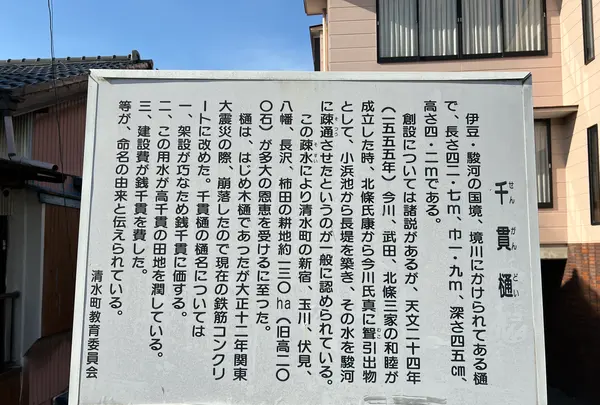 千貫樋
せんがんどい
伊豆・駿河の国境、境川にかけられてある樋
で、長さ四二・七m、巾一・九m、深さ四五㎝、
高さ四・二mである。
創設については諸説があるが、天文二十四年
(一五五五年)今川、武田、北條三家の和睦が
成立した時、北條氏康から今川氏真に聟引出物
として、小浜池から長堤を築き、その水を駿河
に疎通させたというのが一般に認められている。
この疎水により清水町の新宿、玉川、伏見、
八幡、長沢、柿田の耕地約一三〇ha(旧高二〇
〇石)が多大の恩恵を受けるに至つた。
樋は、はじめ木樋であつたが大正十二年関東
大震災の際、崩落したので現在の鉄筋コンクリ
ートに改めた。千貫樋の樋名については
一、架設が巧なため銭千貫に価する。
二、この用水が高千貫の田地を潤している。
三、建設費が銭千貫を費した。
等が、命名の由来と伝えられている。
清水町教育委員会